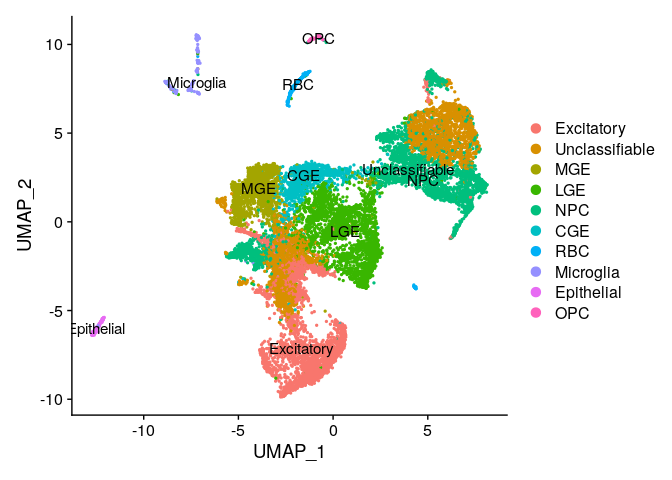 OPC
RBC
Microglia
Unclassifiable
NPC
CGE
MGE
LGE
Epithelial
Excitatory
10
5
0
-5
-10
UMAP_2
-10
-5
0
5
UMAP_1
Excitatory
Unclassifiable
MGE
LGE
NPC
CGE
RBC
Microglia
Epithelial
OPC